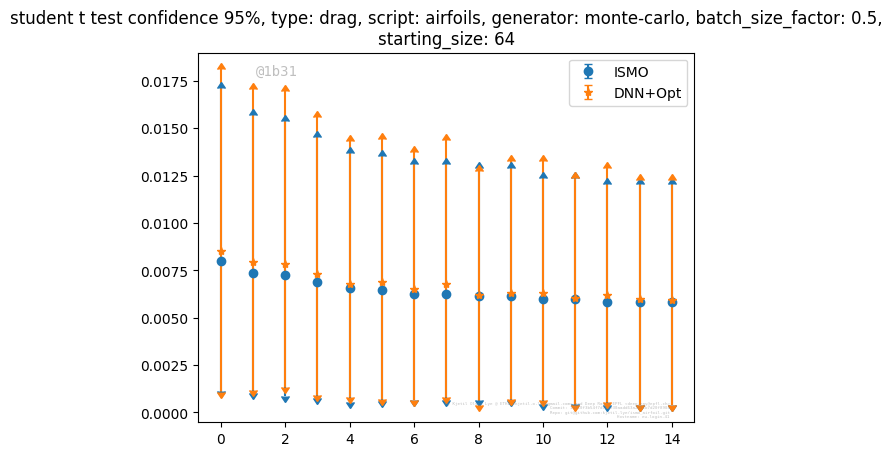 student t test confidence 95%, type: drag, script: airfoils, generator: monte-carlo, batch_size_factor: 0.5,
starting_size: 64
@1b31
ISMO
DNN+Opt
0.0175
0.0150
0.0125
0.0100
0.0075
0.0050
0.0025
0.0000
0 2 4 6 8 10 12 14